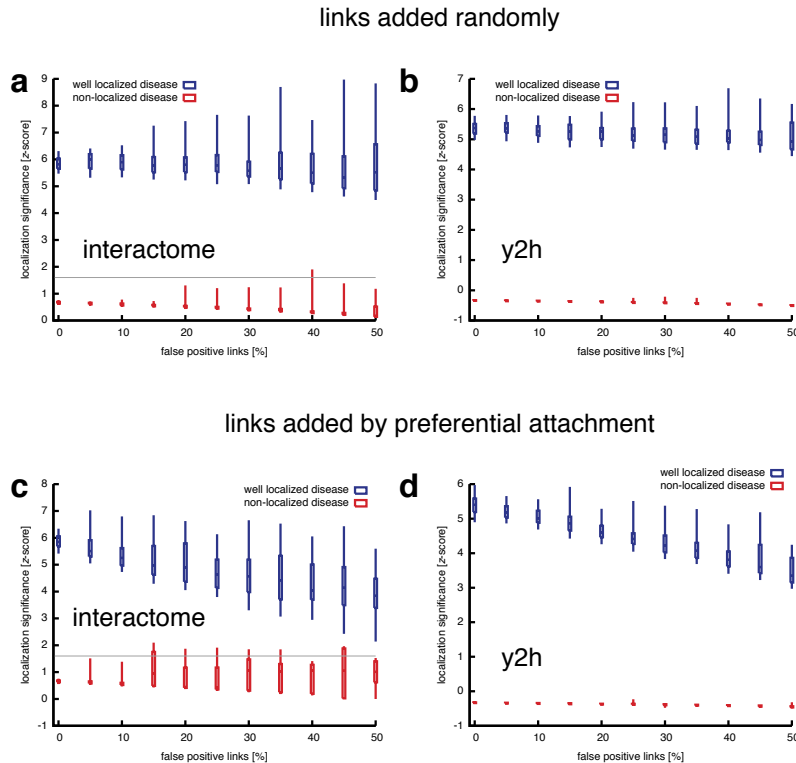 links added randomly
a
well localized disease
non-localized disease
localization significance [z-score]
9
8
7
6
5
4
3
2
1
0
interactome
0 10 20 30 40 50
false positive links [%]
b
well localized disease
non-localized disease
localization significance [z-score]
7
6
5
4
3
2
1
0
-1
y2h
0 10 20 30 40 50
false positive links [%]
links added by preferential attachment
c
well localized disease
non-localized disease
localization significance [z-score]
8
7
6
5
4
3
2
1
0
-1
interactome
0 10 20 30 40 50
false positive links [%]
d
well localized disease
non-localized disease
localization significance [z-score]
6
5
4
3
2
1
0
-1
y2h
0 10 20 30 40 50
false positive links [%]